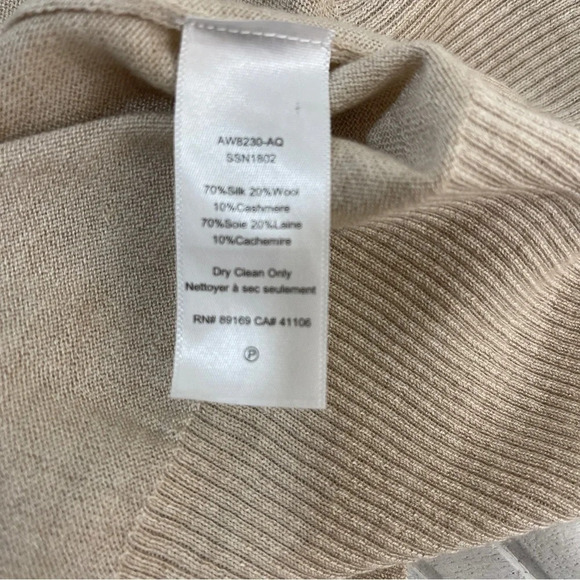 AW8230-AQ
SSN1802
70%Silk 20%Wool
10%Cashmere
70%Soie 20%Laine
10%Cachemire
Dry Clean Only
Nettoyer à sec seulement
RN# 89169 CA# 41106
P